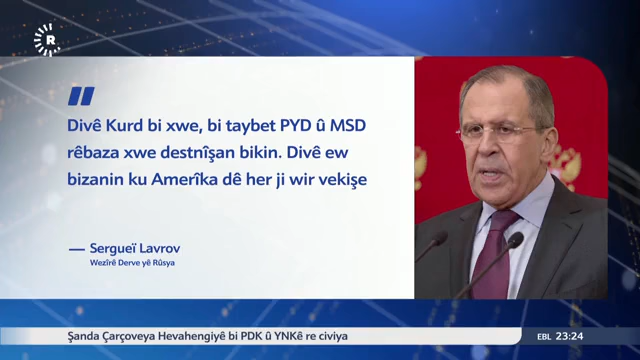 R
Divê Kurd bi xwe, bi taybet PYD û MSD
rêbaza xwe destnîşan bikin. Divê ew
bizanin ku Amerîka dê her ji wir vekişe
— Sergueï Lavrov
Wezîrê Derve yê Rûsya
Şanda Çarçoveya Hevahengiyê bi PDK û YNKê re civiya
EBL 23:24